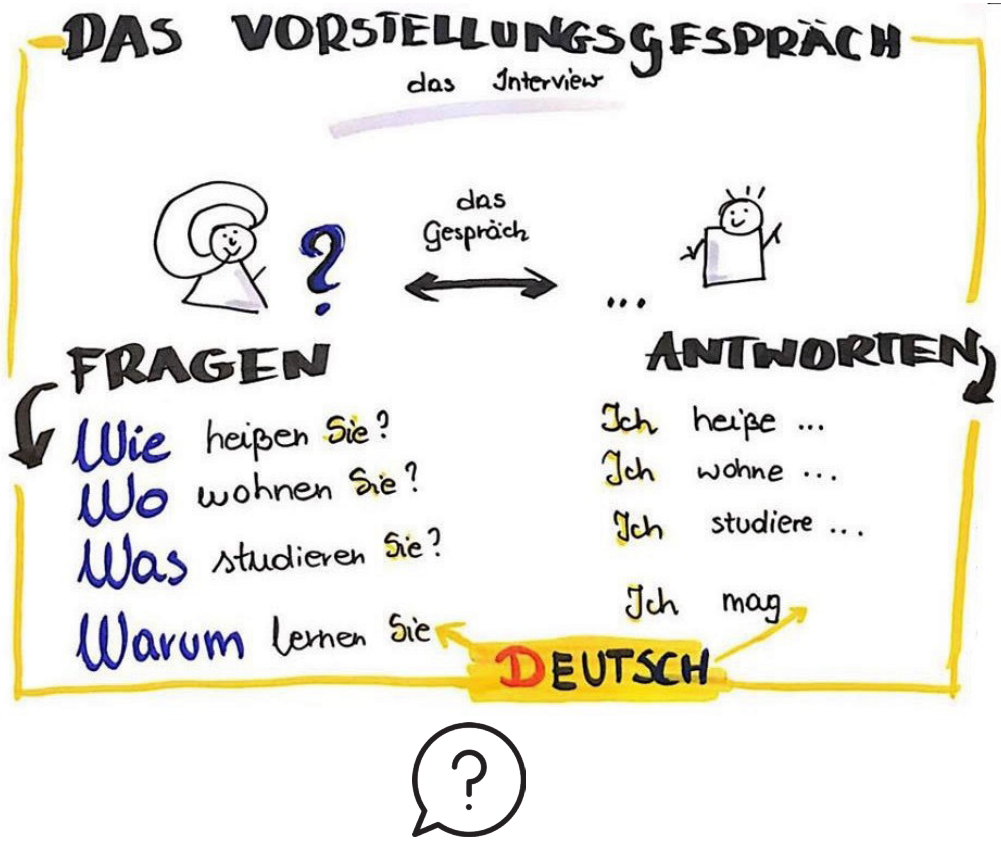 DAS VORSTELLUNGSGESPRÄCH
das Interview
das
Gespräch
?
...
FRAGEN
ANTWORTEN
Wie heißen Sie?
Wo wohnen Sie?
Was studieren Sie?
Warum lernen Sie
Ich heiße ...
Ich wohne ...
Ich studiere ...
Ich mag
DEUTSCH
?